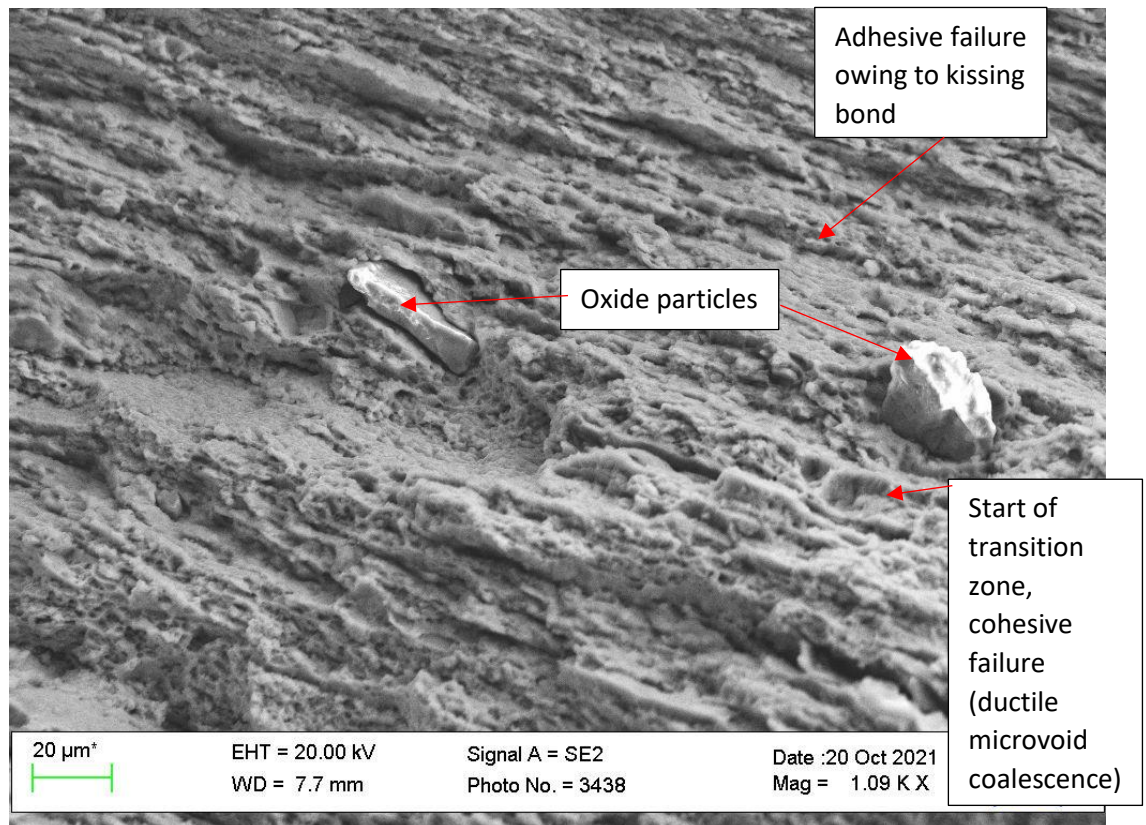 Adhesive failure
owing to kissing
bond
Oxide particles
Start of
transition
zone,
cohesive
failure
(ductile
microvoid
coalescence)
20 µm*
EHT = 20.00 kV
Signal A = SE2
Date :20 Oct 2021
WD = 7.7 mm
Photo No. = 3438
Mag = 1.09 K X